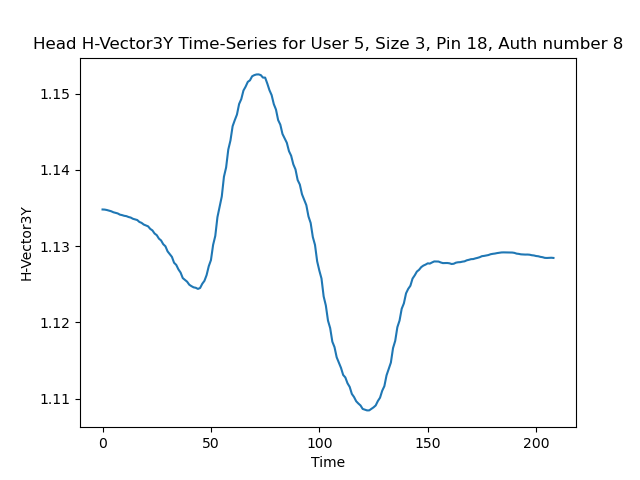 Head H-Vector3Y Time-Series for User 5, Size 3, Pin 18, Auth number 8
1.15
1.14
1.13
1.12
1.11
H-Vector3Y
0 50 100 150 200
Time